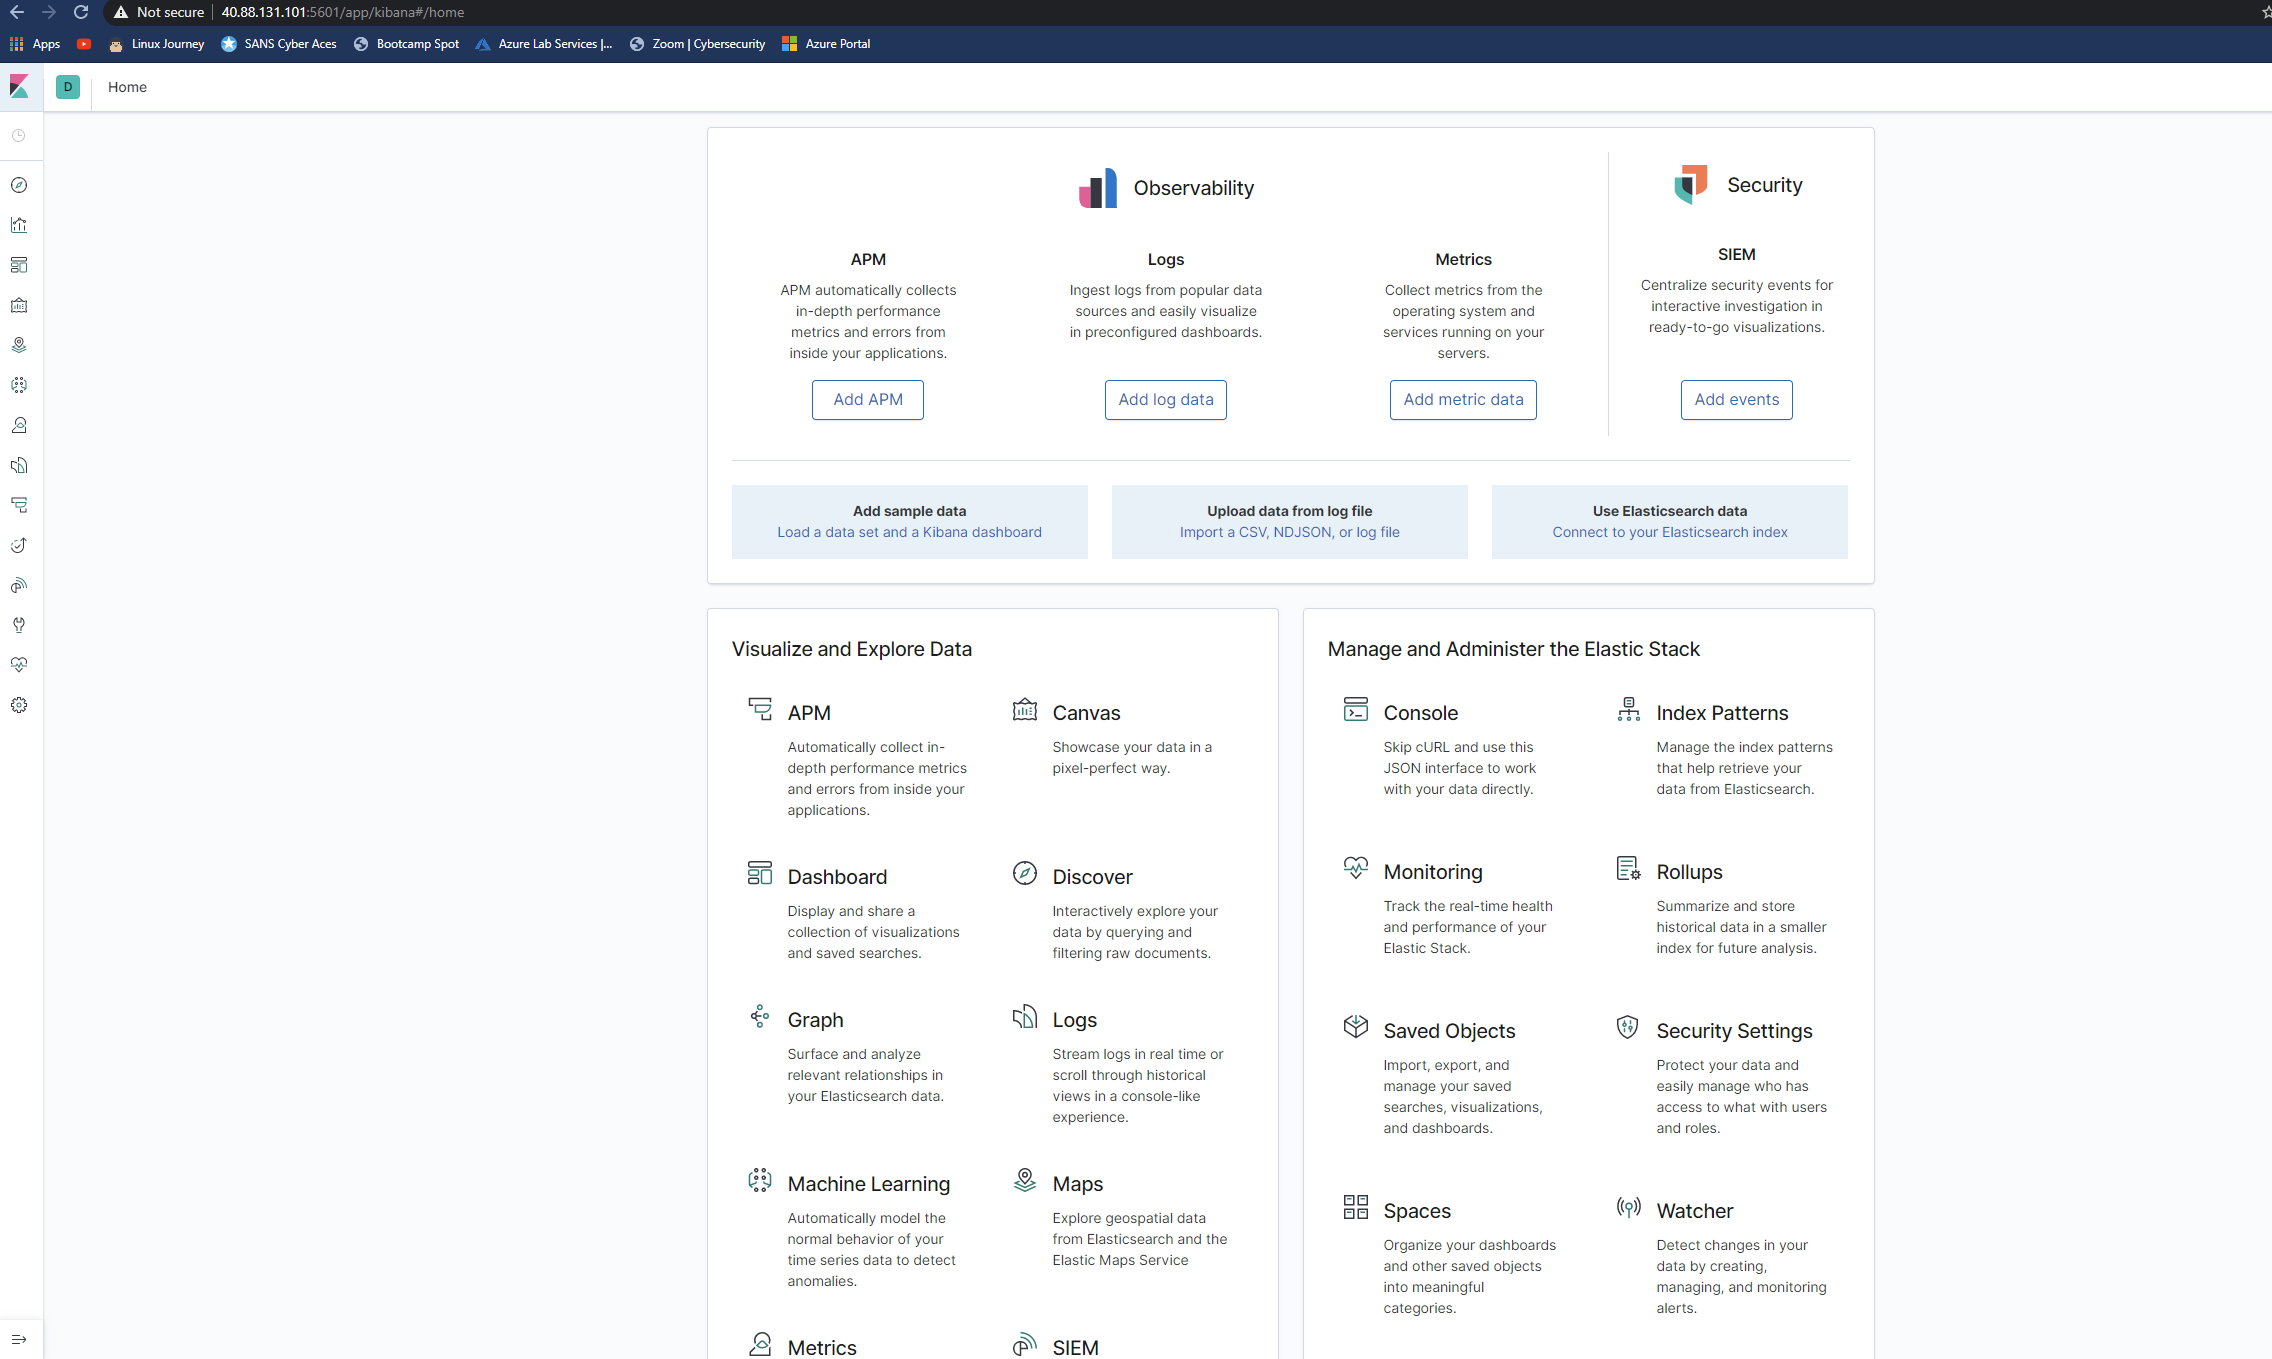 Not secure 40.88.131.101:5601/app/kibana#/home
Apps Linux Journey SANS Cyber Aces Bootcamp Spot Azure Lab Services |... Zoom | Cybersecurity Azure Portal
D Home
Observability
Security
APM
APM automatically collects
in-depth performance
metrics and errors from
inside your applications.
Add APM
Logs
Ingest logs from popular data
sources and easily visualize
in preconfigured dashboards.
Add log data
Metrics
Collect metrics from the
operating system and
services running on your
servers.
Add metric data
SIEM
Centralize security events for
interactive investigation in
ready-to-go visualizations.
Add events
Add sample data
Load a data set and a Kibana dashboard
Upload data from log file
Import a CSV, NDJSON, or log file
Use Elasticsearch data
Connect to your Elasticsearch index
Visualize and Explore Data
APM
Automatically collect in-
depth performance metrics
and errors from inside your
applications.
Canvas
Showcase your data in a
pixel-perfect way.
Dashboard
Display and share a
collection of visualizations
and saved searches.
Discover
Interactively explore your
data by querying and
filtering raw documents.
Graph
Surface and analyze
relevant relationships in
your Elasticsearch data.
Logs
Stream logs in real time or
scroll through historical
views in a console-like
experience.
Machine Learning
Automatically model the
normal behavior of your
time series data to detect
anomalies.
Maps
Explore geospatial data
from Elasticsearch and the
Elastic Maps Service
Metrics
SIEM
Manage and Administer the Elastic Stack
Console
Skip cURL and use this
JSON interface to work
with your data directly.
Index Patterns
Manage the index patterns
that help retrieve your
data from Elasticsearch.
Monitoring
Track the real-time health
and performance of your
Elastic Stack.
Rollups
Summarize and store
historical data in a smaller
index for future analysis.
Saved Objects
Import, export, and
manage your saved
searches, visualizations,
and dashboards.
Security Settings
Protect your data and
easily manage who has
access to what with users
and roles.
Spaces
Organize your dashboards
and other saved objects
into meaningful
categories.
Watcher
Detect changes in your
data by creating,
managing, and monitoring
alerts.